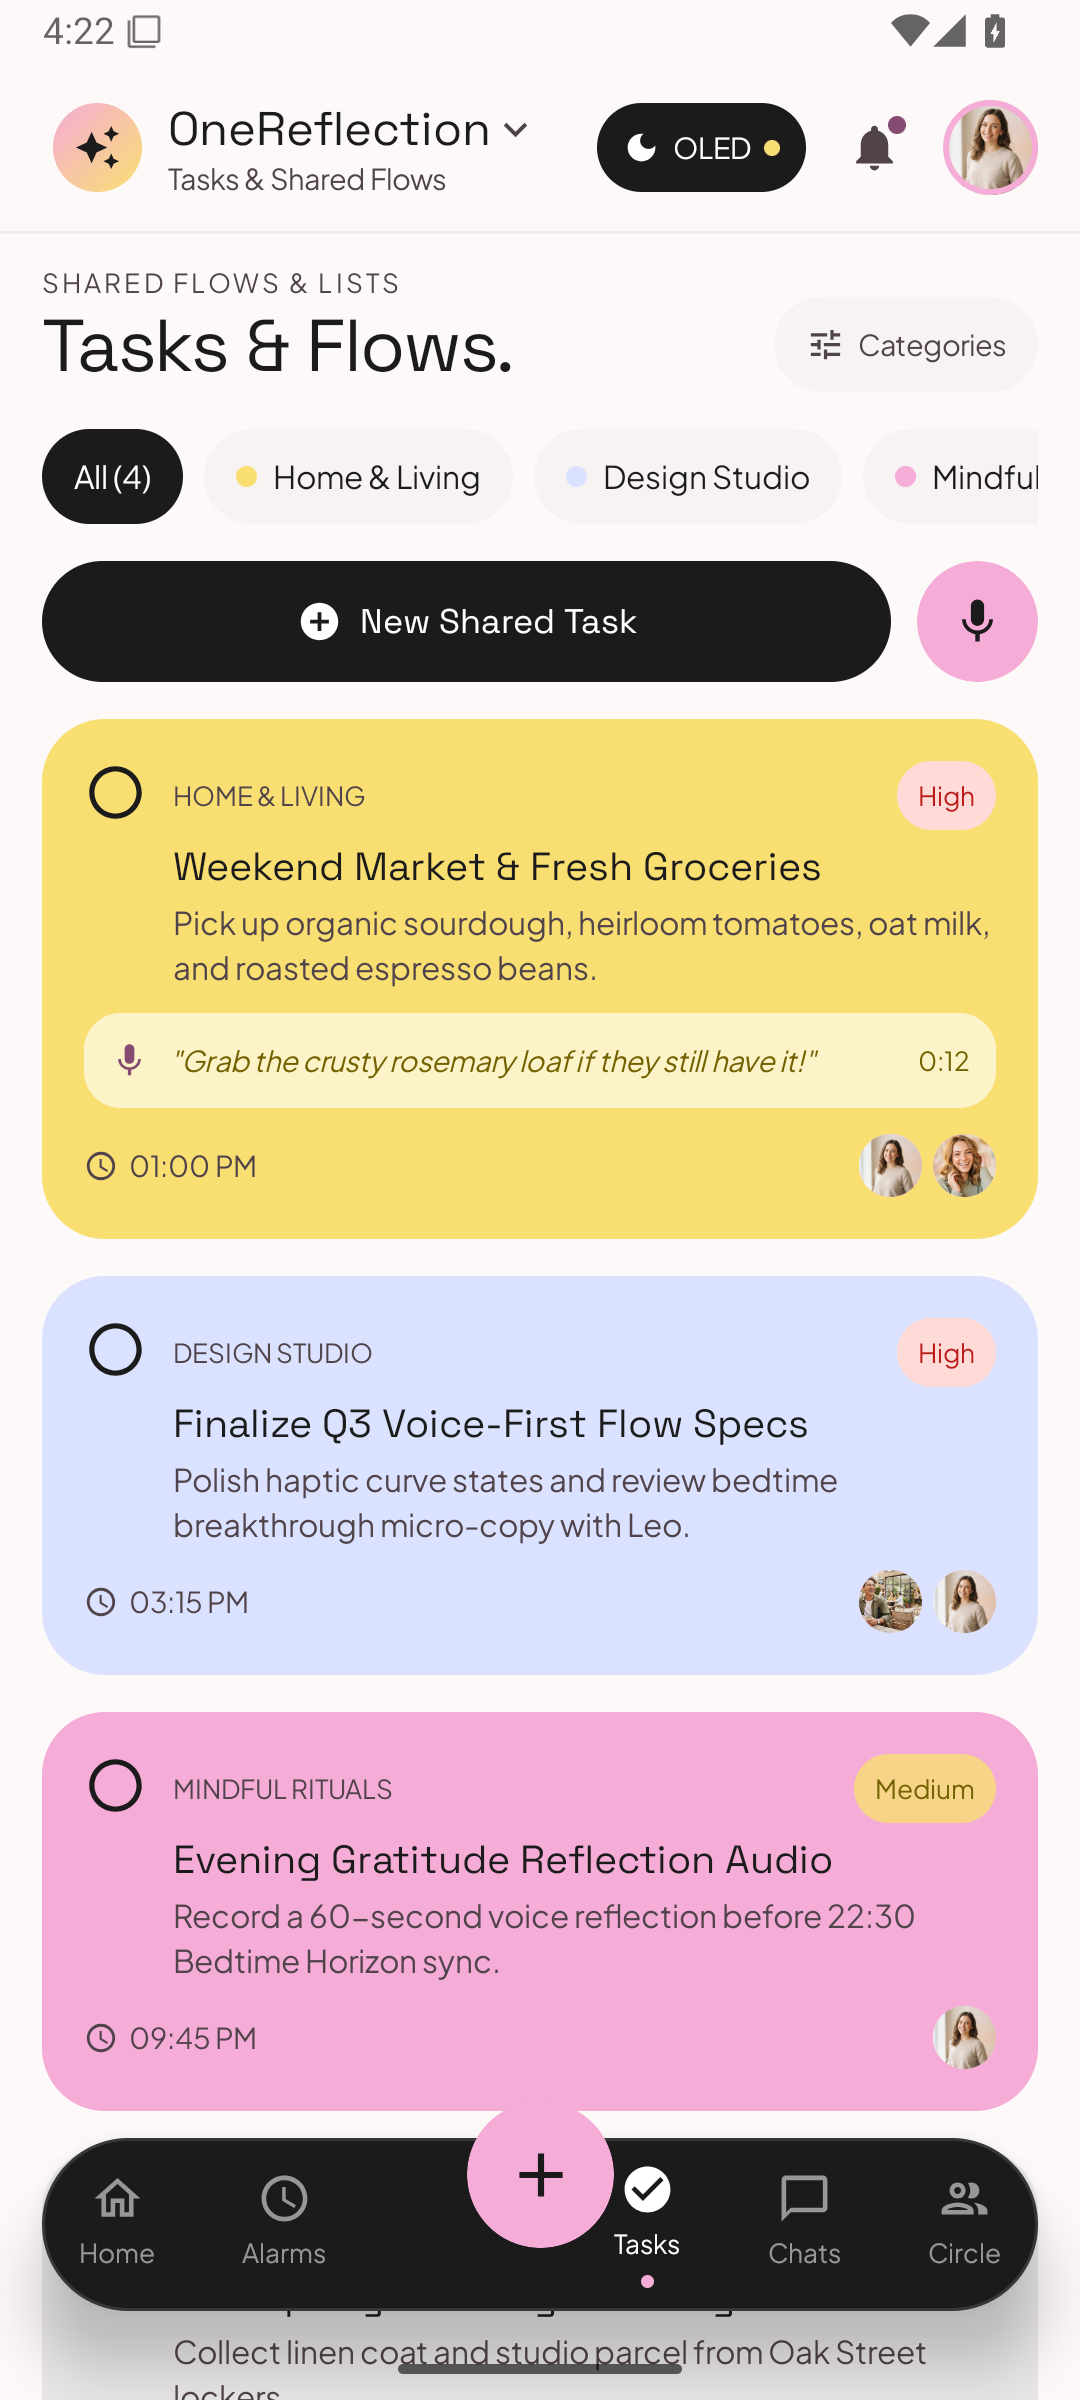 4:22
OneReflection
Tasks & Shared Flows
OLED
SHARED FLOWS & LISTS
Tasks & Flows.
Categories
All (4)
Home & Living
Design Studio
Mindful
New Shared Task
HOME & LIVING
High
Weekend Market & Fresh Groceries
Pick up organic sourdough, heirloom tomatoes, oat milk,
and roasted espresso beans.
"Grab the crusty rosemary loaf if they still have it!"
0:12
01:00 PM
DESIGN STUDIO
High
Finalize Q3 Voice-First Flow Specs
Polish haptic curve states and review bedtime
breakthrough micro-copy with Leo.
03:15 PM
MINDFUL RITUALS
Medium
Evening Gratitude Reflection Audio
Record a 60-second voice reflection before 22:30
Bedtime Horizon sync.
09:45 PM
Home
Alarms
Tasks
Chats
Circle
Collect linen coat and studio parcel from Oak Street
lockers.